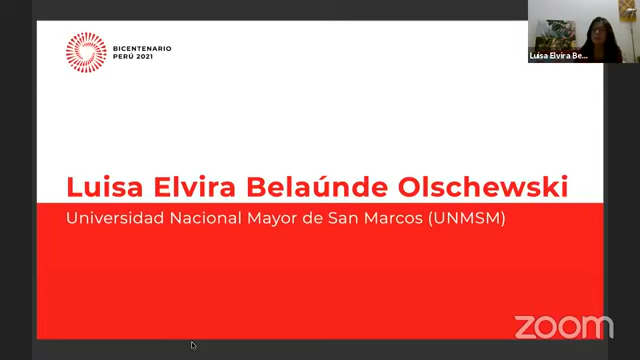 BICENTENARIO
PERÚ 2021
Luisa Elvira Be...
Luisa Elvira Belaúnde Olschewski
Universidad Nacional Mayor de San Marcos (UNMSM)
zoom